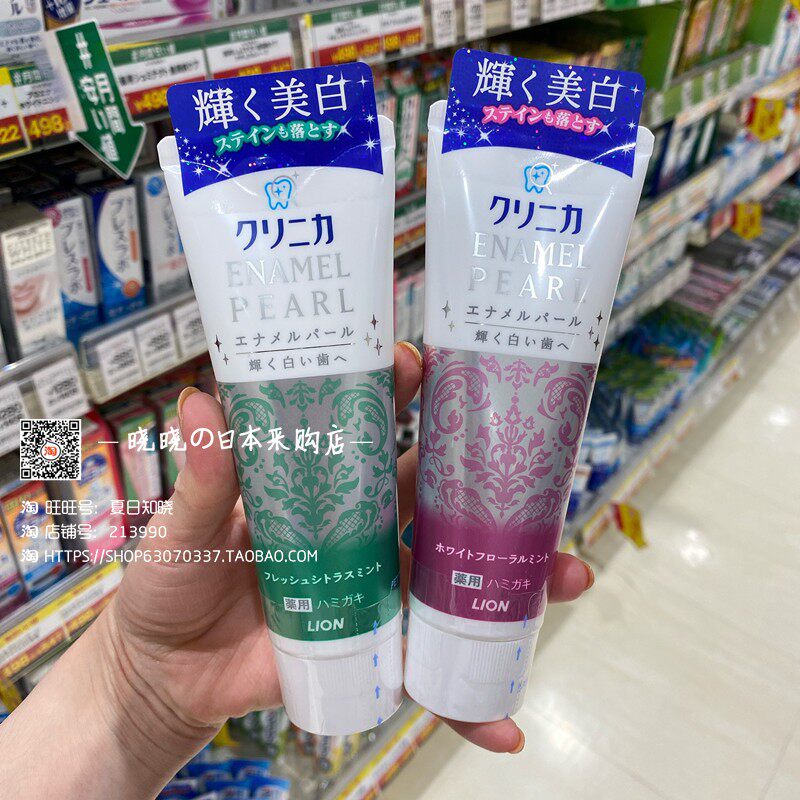 輝く美白
ステインも落とす
クリニカ
ENAMEL
PEARL
エナメルパール
輝く白い歯へ
フレッシュシトラスミント
薬用 ハミガキ
LION
輝く美白
ステインも落とす
クリニカ
ENAMEL
PEARL
エナメルパール
輝く白い歯へ
ホワイトフローラルミント
薬用 ハミガキ
LION
晓晓の日本采购店
淘 旺旺号：夏日知晓
淘 店铺号：213990
淘 HTTPS://SHOP63070337.TAOBAO.COM
498